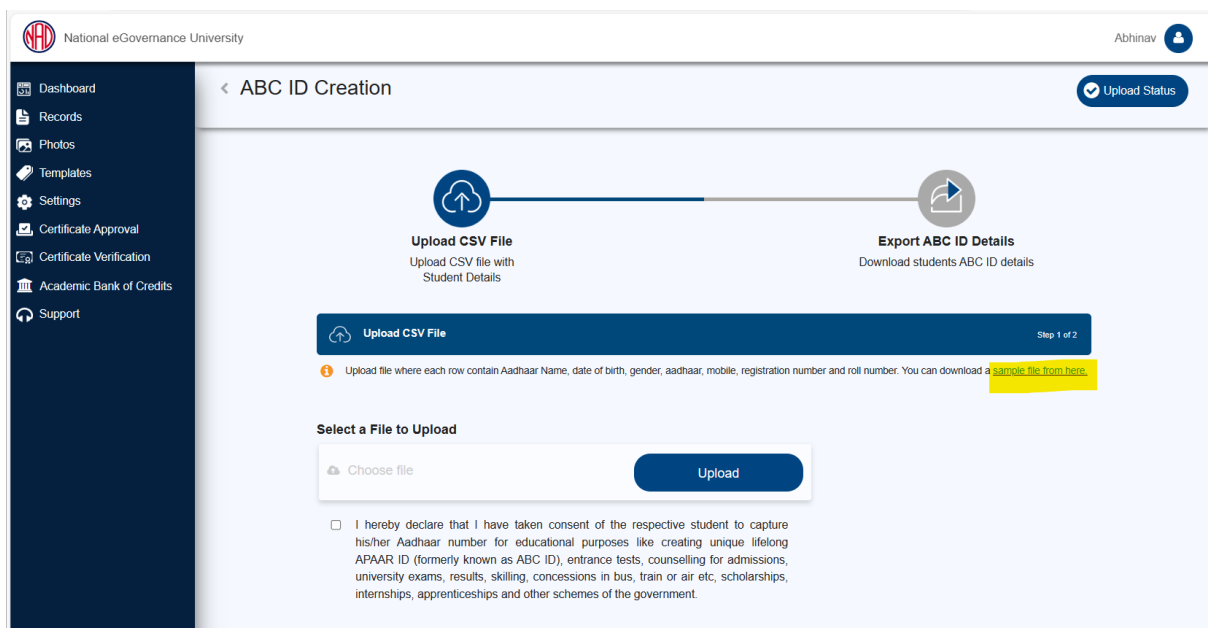 NAD
National eGovernance University
Abhinav
Dashboard
Records
Photos
Templates
Settings
Certificate Approval
Certificate Verification
Academic Bank of Credits
Support
ABC ID Creation
Upload Status
Upload CSV File
Upload CSV file with
Student Details
Export ABC ID Details
Download students ABC ID details
Upload CSV File
Step 1 of 2
Upload file where each row contain Aadhaar Name, date of birth, gender, aadhaar, mobile, registration number and roll number. You can download a sample file from here.
Select a File to Upload
Choose file
Upload
I hereby declare that I have taken consent of the respective student to capture
his/her Aadhaar number for educational purposes like creating unique lifelong
APAAR ID (formerly known as ABC ID), entrance tests, counselling for admissions,
university exams, results, skilling, concessions in bus, train or air etc, scholarships,
internships, apprenticeships and other schemes of the government.